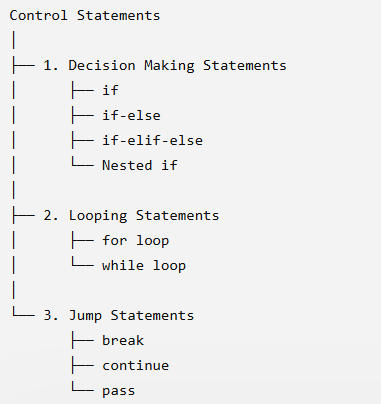 Control Statements
│
├── 1. Decision Making Statements
│      ├── if
│      ├── if-else
│      ├── if-elif-else
│      └── Nested if
│
├── 2. Looping Statements
│      ├── for loop
│      └── while loop
│
└── 3. Jump Statements
       ├── break
       ├── continue
       └── pass